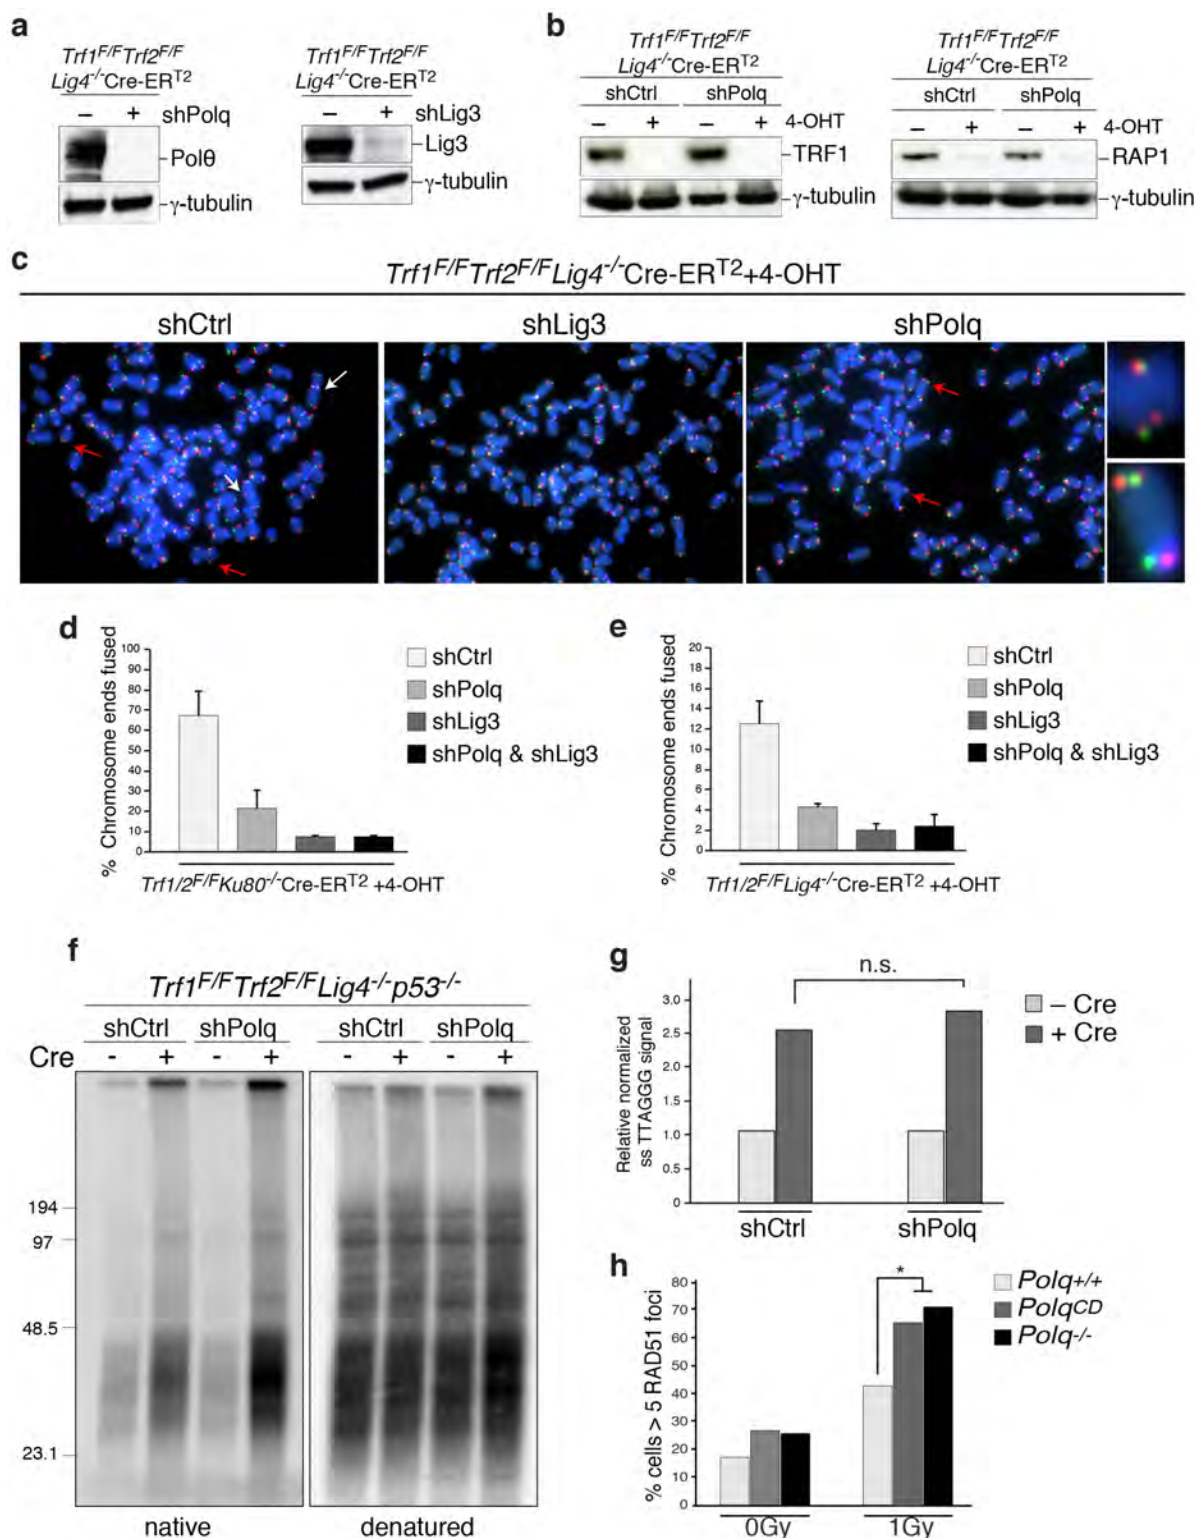 a
Trf1F/FTrf2F/F
Lig4-/-Cre-ERT2
– + shPolq
Polθ
γ-tubulin
Trf1F/FTrf2F/F
Lig4-/-Cre-ERT2
– + shLig3
Lig3
γ-tubulin
b
Trf1F/FTrf2F/F
Lig4-/-Cre-ERT2
shCtrl shPolq
– + – + 4-OHT
TRF1
γ-tubulin
Trf1F/FTrf2F/F
Lig4-/-Cre-ERT2
shCtrl shPolq
– + – + 4-OHT
RAP1
γ-tubulin
c
Trf1F/FTrf2F/FLig4-/-Cre-ERT2+4-OHT
shCtrl shLig3 shPolq
d
% Chromosome ends fused
100
90
80
70
60
50
40
30
20
10
0
shCtrl
shPolq
shLig3
shPolq & shLig3
Trf1/2F/FKu80-/-Cre-ERT2 +4-OHT
e
% Chromosome ends fused
20
18
16
14
12
10
8
6
4
2
0
shCtrl
shPolq
shLig3
shPolq & shLig3
Trf1/2F/FLig4-/-Cre-ERT2 +4-OHT
f
Trf1F/FTrf2F/FLig4-/-p53-/-
shCtrl shPolq shCtrl shPolq
Cre - + - + - + - +
194
97
48.5
23.1
native denatured
g
n.s.
Relative normalized
ss TTAGGG signal
3.0
2.5
2.0
1.5
1.0
0.5
0
– Cre
+ Cre
shCtrl shPolq
h
% cells > 5 RAD51 foci
80
70
60
50
40
30
20
10
0
*
Polq+/+
PolqCD
Polq-/-
0Gy 1Gy